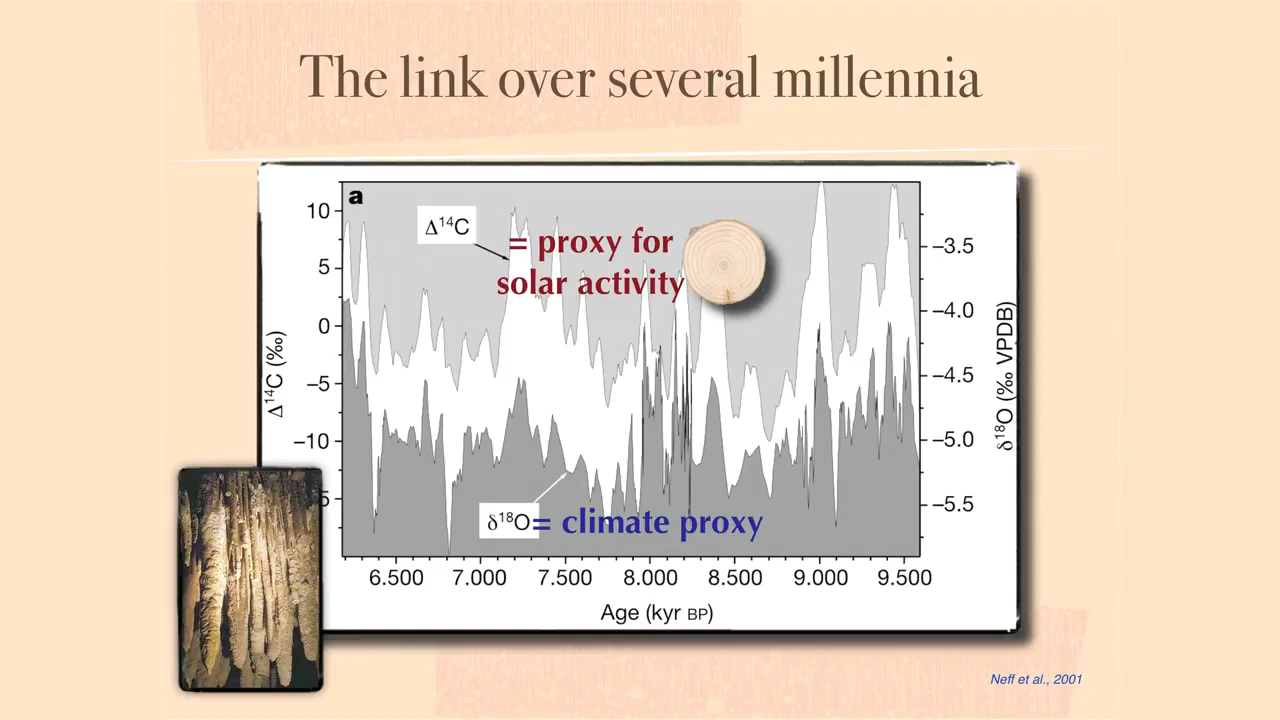 The link over several millennia
a
Δ¹⁴C
= proxy for
solar activity
10
5
0
−5
−10
5
Δ¹⁴C (‰)
−3.5
−4.0
−4.5
−5.0
−5.5
δ¹⁸O (‰ VPDB)
δ¹⁸O = climate proxy
6.500 7.000 7.500 8.000 8.500 9.000 9.500
Age (kyr BP)
Neff et al., 2001